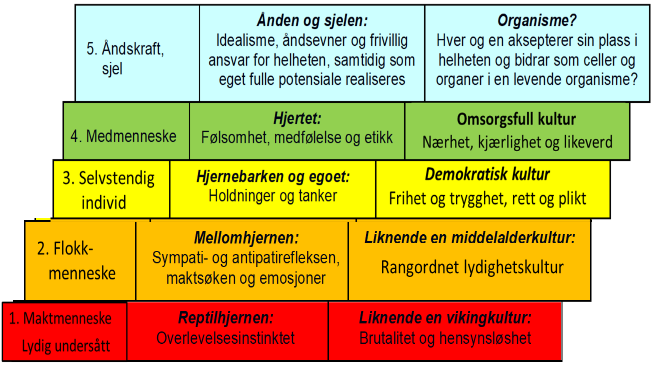 5. Åndskraft,
sjel
Ånden og sjelen:
Idealisme, åndsevner og frivillig
ansvar for helheten, samtidig som
eget fulle potensiale realiseres
Organisme?
Hver og en aksepterer sin plass i
helheten og bidrar som celler og
organer i en levende organisme?
4. Medmenneske
Hjertet:
Følsomhet, medfølelse og etikk
Omsorgsfull kultur
Nærhet, kjærlighet og likeverd
3. Selvstendig
individ
Hjernebarken og egoet:
Holdninger og tanker
Demokratisk kultur
Frihet og trygghet, rett og plikt
2. Flokk-
menneske
Mellomhjernen:
Sympati- og antipatirefleksen,
maktsøken og emosjoner
Liknende en middelalderkultur:
Rangordnet lydighetskultur
1. Maktmenneske
Lydig undersått
Reptilhjernen:
Overlevelsesinstinktet
Liknende en vikingkultur:
Brutalitet og hensynsløshet